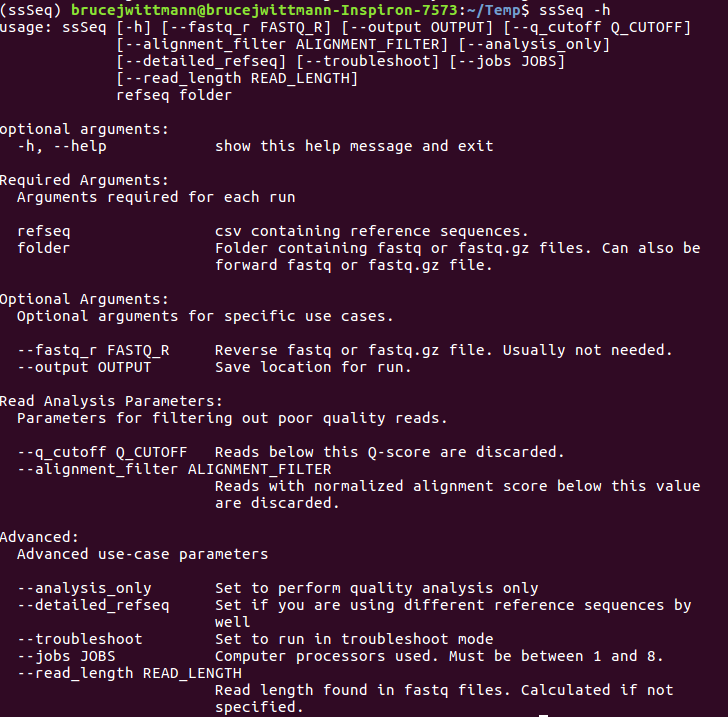 (ssSeq) brucejwittmann@brucejwittmann-Inspiron-7573:~/Temp$ ssSeq -h
usage: ssSeq [-h] [--fastq_r FASTQ_R] [--output OUTPUT] [--q_cutoff Q_CUTOFF]
[--alignment_filter ALIGNMENT_FILTER] [--analysis_only]
[--detailed_refseq] [--troubleshoot] [--jobs JOBS]
[--read_length READ_LENGTH]
refseq folder
optional arguments:
-h, --help show this help message and exit
Required Arguments:
Arguments required for each run
refseq csv containing reference sequences.
folder Folder containing fastq or fastq.gz files. Can also be
forward fastq or fastq.gz file.
Optional Arguments:
Optional arguments for specific use cases.
--fastq_r FASTQ_R Reverse fastq or fastq.gz file. Usually not needed.
--output OUTPUT Save location for run.
Read Analysis Parameters:
Parameters for filtering out poor quality reads.
--q_cutoff Q_CUTOFF Reads below this Q-score are discarded.
--alignment_filter ALIGNMENT_FILTER
Reads with normalized alignment score below this value
are discarded.
Advanced:
Advanced use-case parameters
--analysis_only Set to perform quality analysis only
--detailed_refseq Set if you are using different reference sequences by
well
--troubleshoot Set to run in troubleshoot mode
--jobs JOBS Computer processors used. Must be between 1 and 8.
--read_length READ_LENGTH
Read length found in fastq files. Calculated if not
specified.